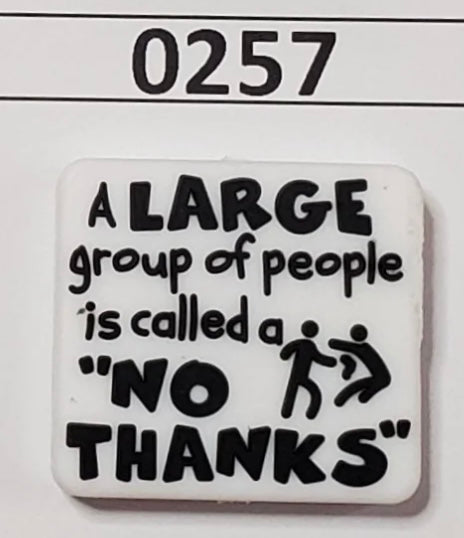 0257
A LARGE
group of people
is called a
"NO
THANKS"